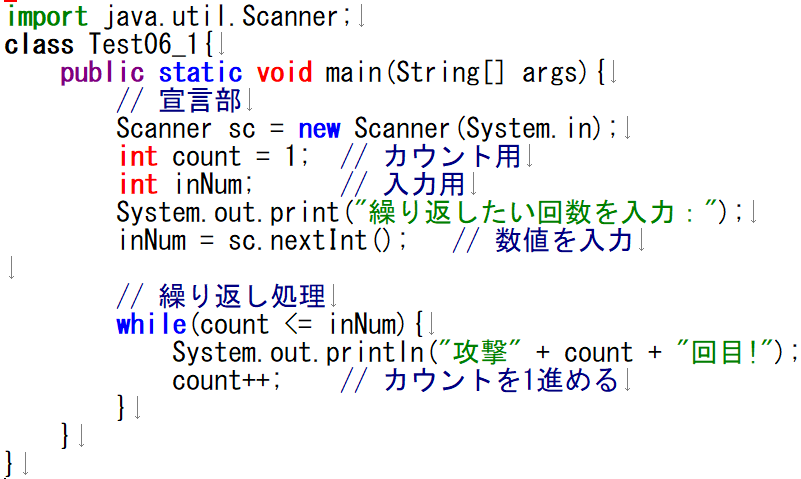 import java.util.Scanner;↓
class Test06_1{↓
    public static void main(String[] args){↓
        // 宣言部↓
        Scanner sc = new Scanner(System.in);↓
        int count = 1;  // カウント用↓
        int inNum;      // 入力用↓
        System.out.print("繰り返したい回数を入力：");↓
        inNum = sc.nextInt();   // 数値を入力↓
↓
        // 繰り返し処理↓
        while(count <= inNum){↓
            System.out.println("攻撃" + count + "回目!");
            count++;    // カウントを1進める↓
        }↓
    }↓
}↓